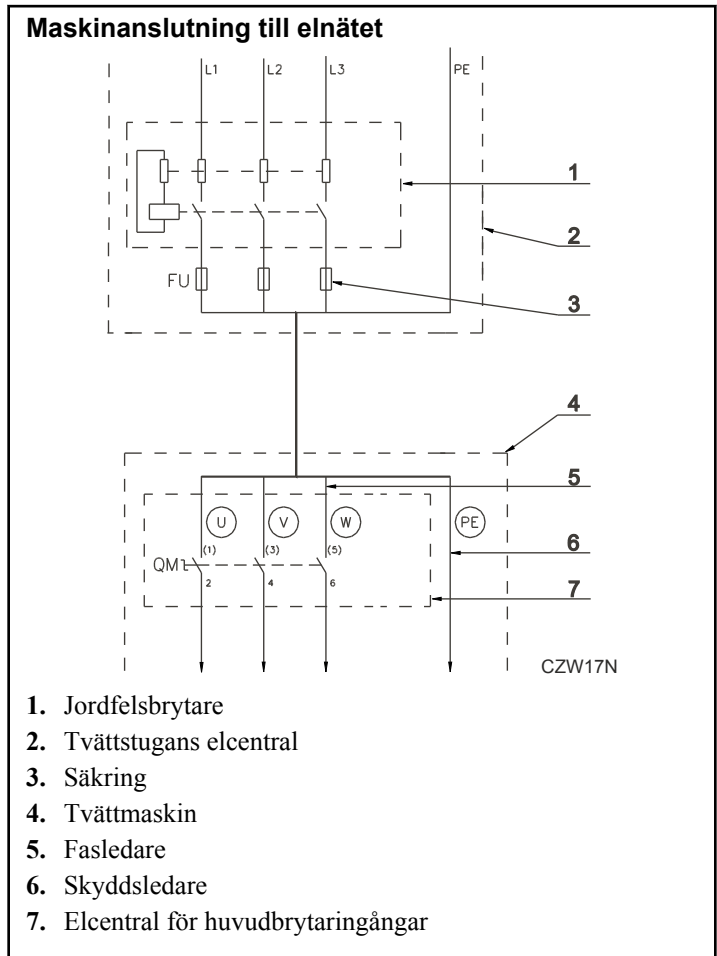 Maskinanslutning till elnätet
L1 L2 L3 PE
1
2
FU 3
4
5
U V W PE
(1) (3) (5)
6
QM
2 4 6
7
CZW17N
1. Jordfelsbrytare
2. Tvättstugans elcentral
3. Säkring
4. Tvättmaskin
5. Fasledare
6. Skyddsledare
7. Elcentral för huvudbrytaringångar